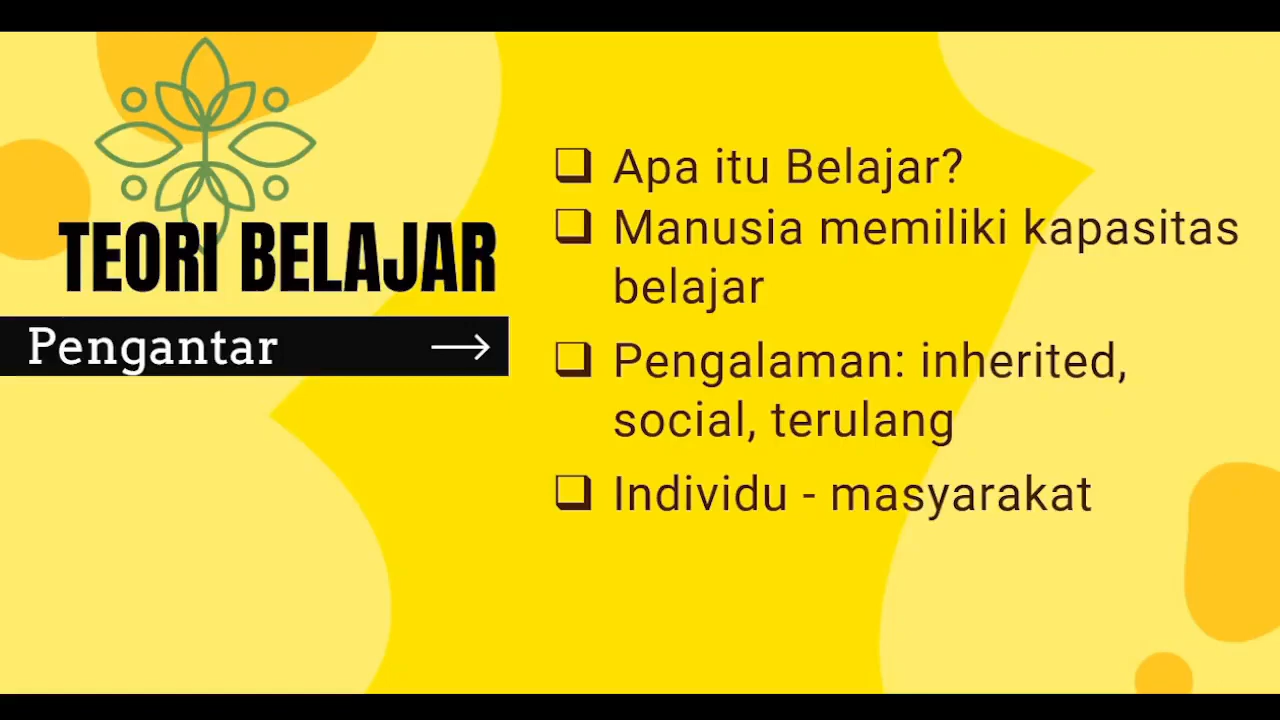 TEORI BELAJAR
Pengantar
Apa itu Belajar?
Manusia memiliki kapasitas
belajar
Pengalaman: inherited,
social, terulang
Individu - masyarakat